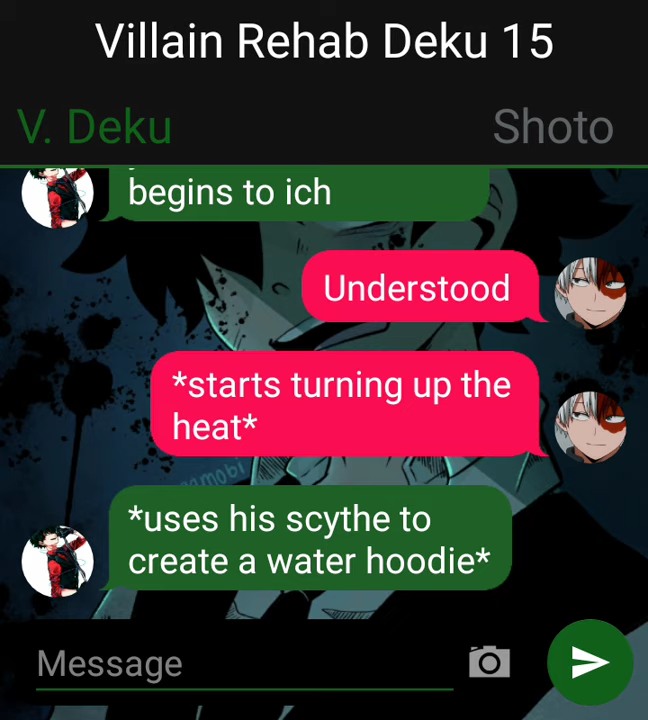 Villain Rehab Deku 15
V. Deku
Shoto
begins to ich
Understood
*starts turning up the
heat*
*uses his scythe to
create a water hoodie*
Message